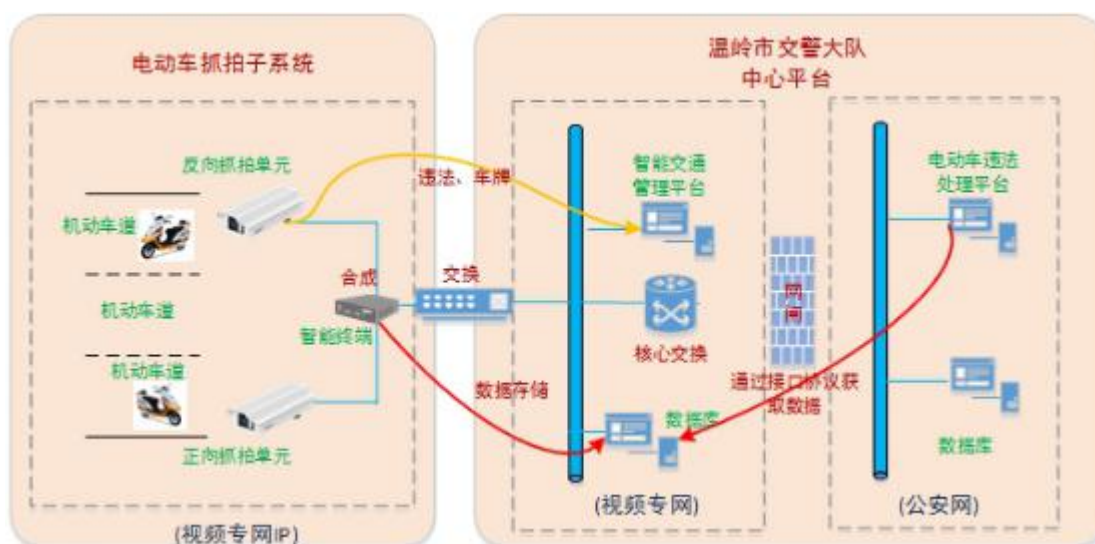 电动车抓拍子系统
反向抓拍单元
机动车道
机动车道
机动车道
合成
智能终端
正向抓拍单元
(视频专网IP)
违法、车牌
交换
数据存储
温岭市交警大队
中心平台
智能交通
管理平台
核心交换
数据库
(视频专网)
网
闸
通过接口协议获
取数据
电动车违法
处理平台
数据库
(公安网)